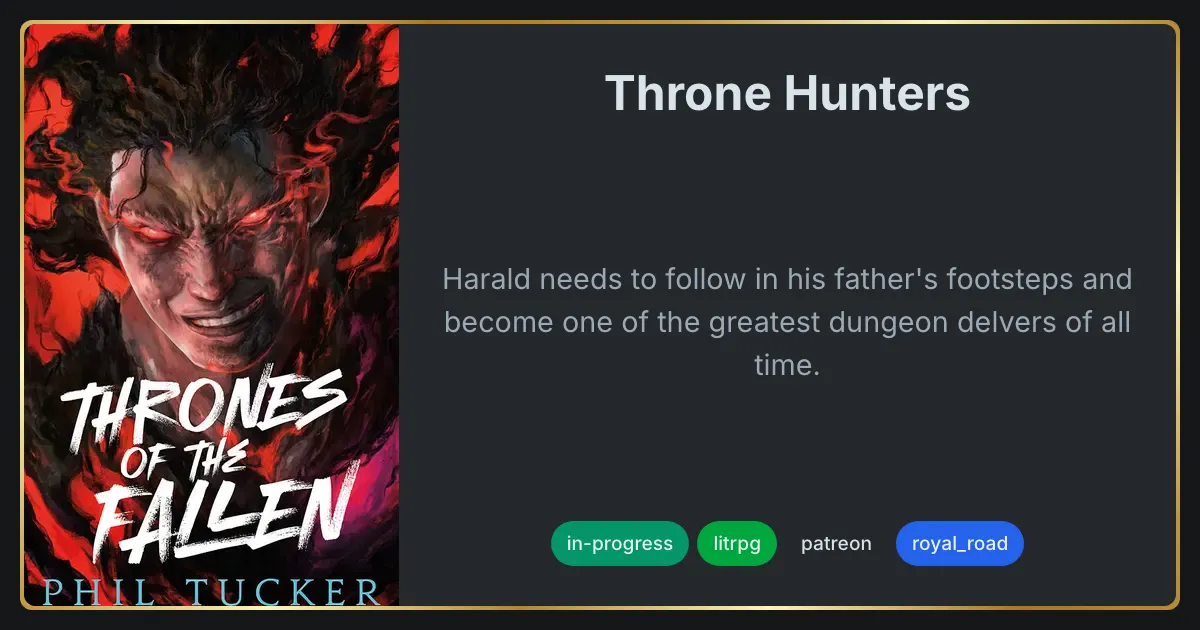 THRONES
OF THE
FALLEN
PHIL TUCKER
Throne Hunters
Harald needs to follow in his father's footsteps and
become one of the greatest dungeon delvers of all
time.
in-progress litrpg patreon royal_road